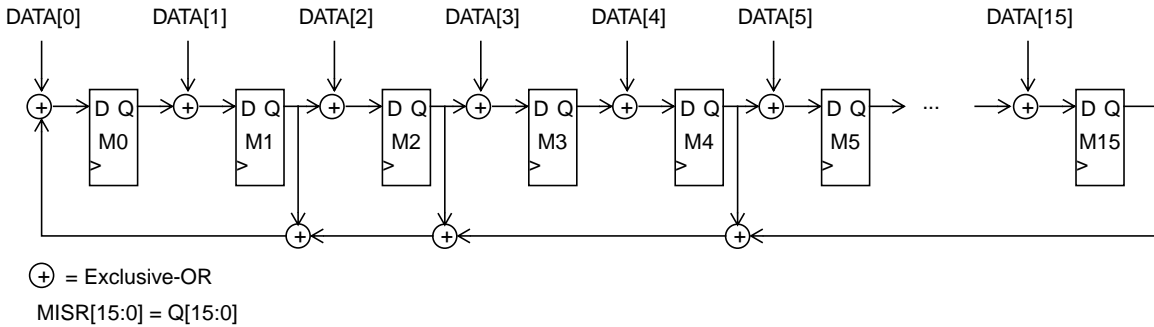 DATA[0] DATA[1] DATA[2] DATA[3] DATA[4] DATA[5] DATA[15]
+ + + + + + ... +
D Q D Q D Q D Q D Q D Q D Q
M0 M1 M2 M3 M4 M5 M15
+ + +
+ = Exclusive-OR
MISR[15:0] = Q[15:0]